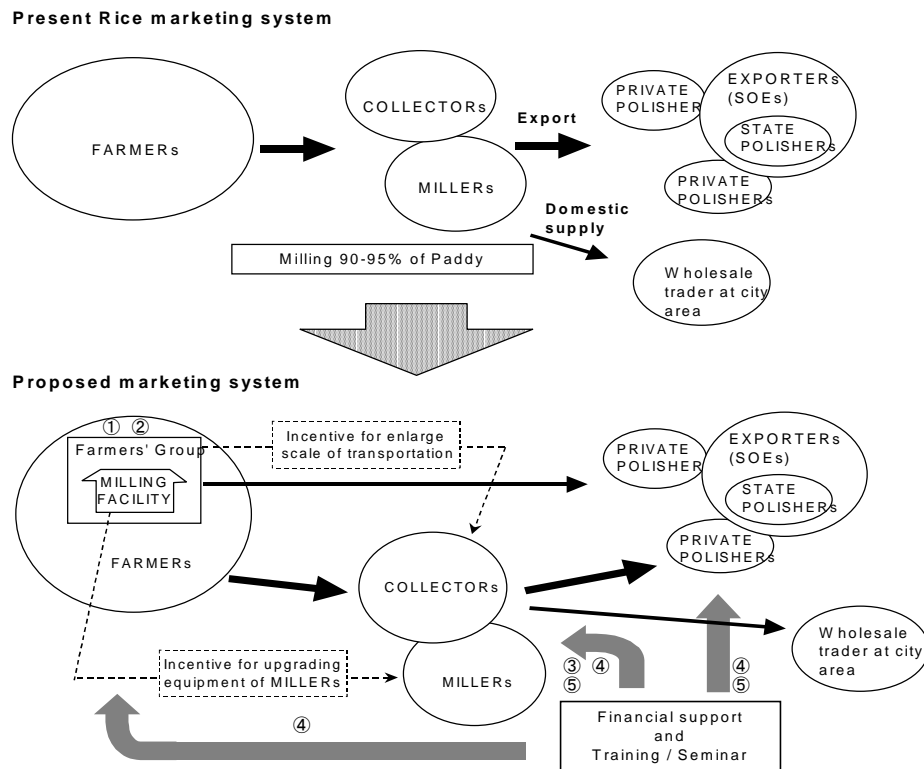 Present Rice marketing system
FARMERs
COLLECTORs
MILLERs
Export
Domestic
supply
PRIVATE
POLISHER
EXPORTERs
(SOEs)
STATE
POLISHERs
PRIVATE
POLISHERs
Wholesale
trader at city
area
Milling 90-95% of Paddy
Proposed marketing system
① ②
Farmers' Group
MILLING
FACILITY
FARMERs
Incentive for enlarge
scale of transportation
PRIVATE
POLISHER
EXPORTERs
(SOEs)
STATE
POLISHERs
PRIVATE
POLISHERs
COLLECTORs
MILLERs
Wholesale
trader at city
area
Incentive for upgrading
equipment of MILLERs
③ ④
⑤
④
⑤
④
Financial support
and
Training / Seminar